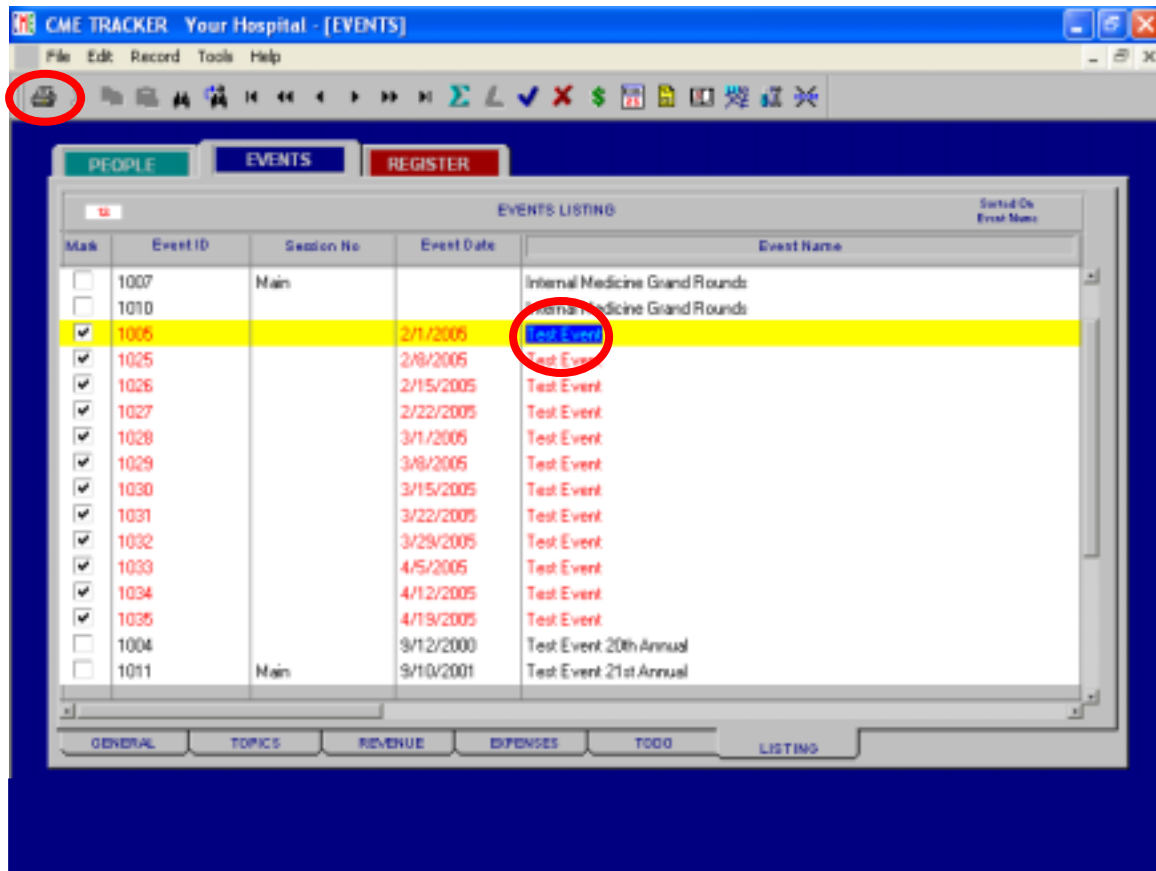 CME TRACKER Your Hospital - [EVENTS]
File Edit Record Tools Help
PEOPLE EVENTS REGISTER
12 EVENTS LISTING Sorted On
Event Name
Mark Event ID Session No Event Date Event Name
1007 Main Internal Medicine Grand Rounds
1010 Internal Medicine Grand Rounds
1005 2/1/2005 Test Event
1025 2/8/2005 Test Event
1026 2/15/2005 Test Event
1027 2/22/2005 Test Event
1028 3/1/2005 Test Event
1029 3/8/2005 Test Event
1030 3/15/2005 Test Event
1031 3/22/2005 Test Event
1032 3/29/2005 Test Event
1033 4/5/2005 Test Event
1034 4/12/2005 Test Event
1035 4/19/2005 Test Event
1004 9/12/2000 Test Event 20th Annual
1011 Main 9/10/2001 Test Event 21st Annual
GENERAL TOPICS REVENUE EXPENSES TODO LISTING